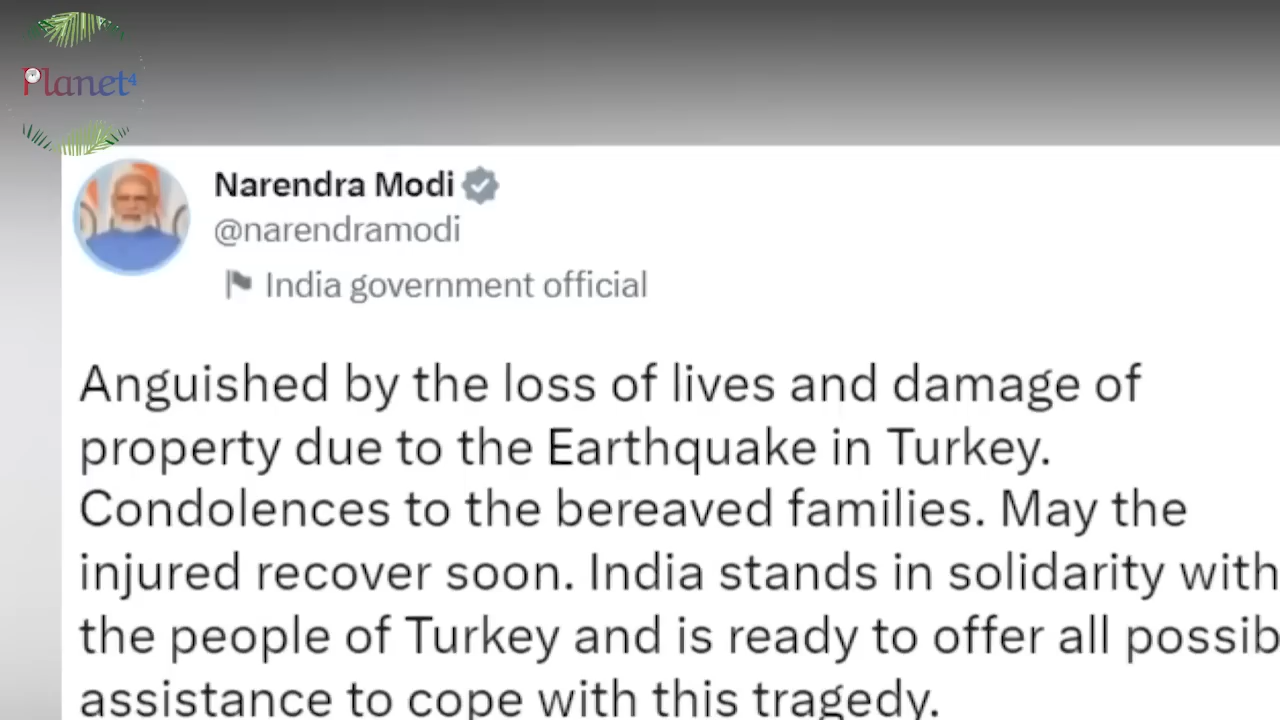 Planet4
Narendra Modi
@narendramodi
India government official
Anguished by the loss of lives and damage of
property due to the Earthquake in Turkey.
Condolences to the bereaved families. May the
injured recover soon. India stands in solidarity with
the people of Turkey and is ready to offer all possib
assistance to cope with this tragedy.